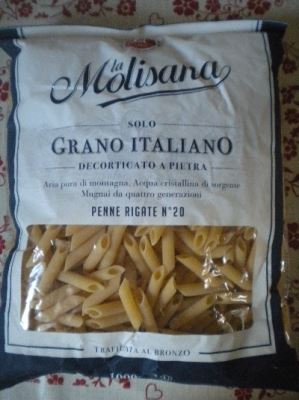 la
Molisana
SOLO
GRANO ITALIANO
DECORTICATO A PIETRA
Aria pura di montagna, Acqua cristallina di sorgente
Mugnai da quattro generazioni
PENNE RIGATE N°20
TRAFILATA AL BRONZO